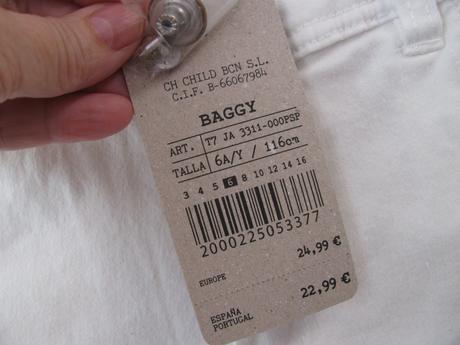 CH CHILD BCN S.L.
C.I.F. B-66067984
BAGGY
ART. T7 JA 3311-000PSP
TALLA 6A/Y / 116cm
3 4 5 6 8 10 12 14 16
2000225053377
24,99 €
EUROPE
22,99 €
ESPAÑA
PORTUGAL